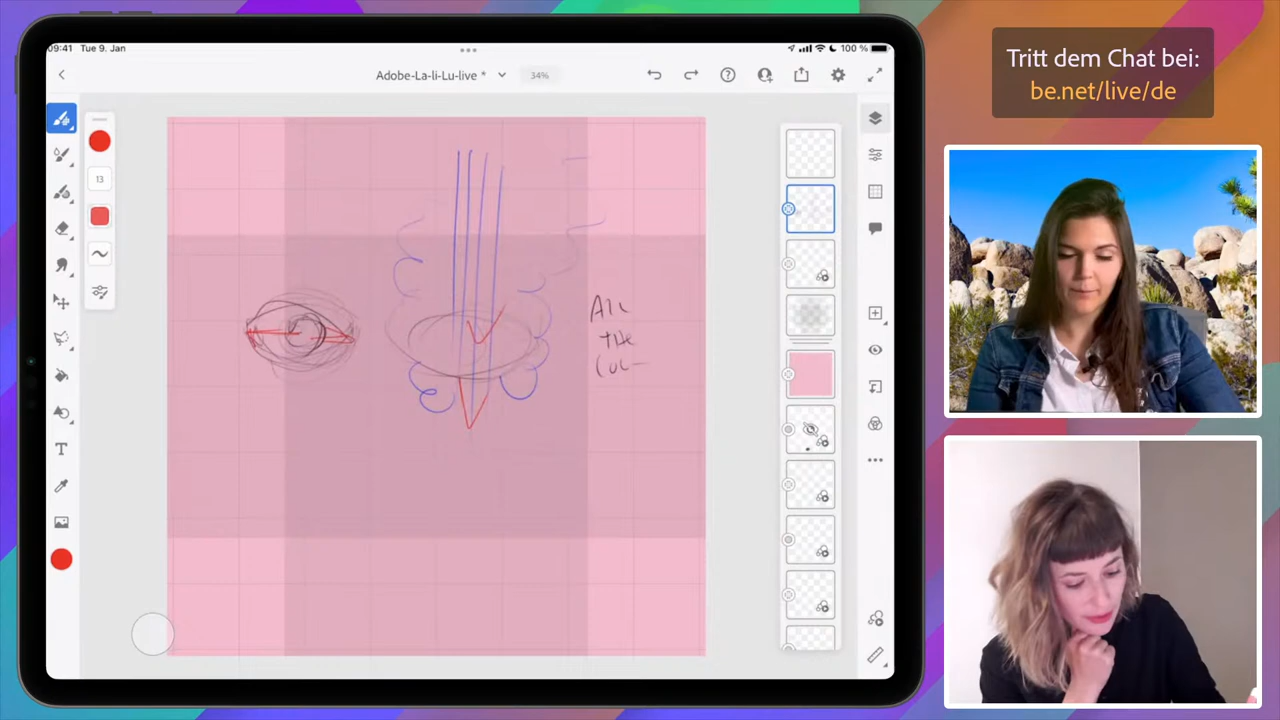 09:41 Tue 9. Jan
100 %
Adobe-La-li-Lu-live *
34%
13
All
the
Tritt dem Chat bei:
be.net/live/de